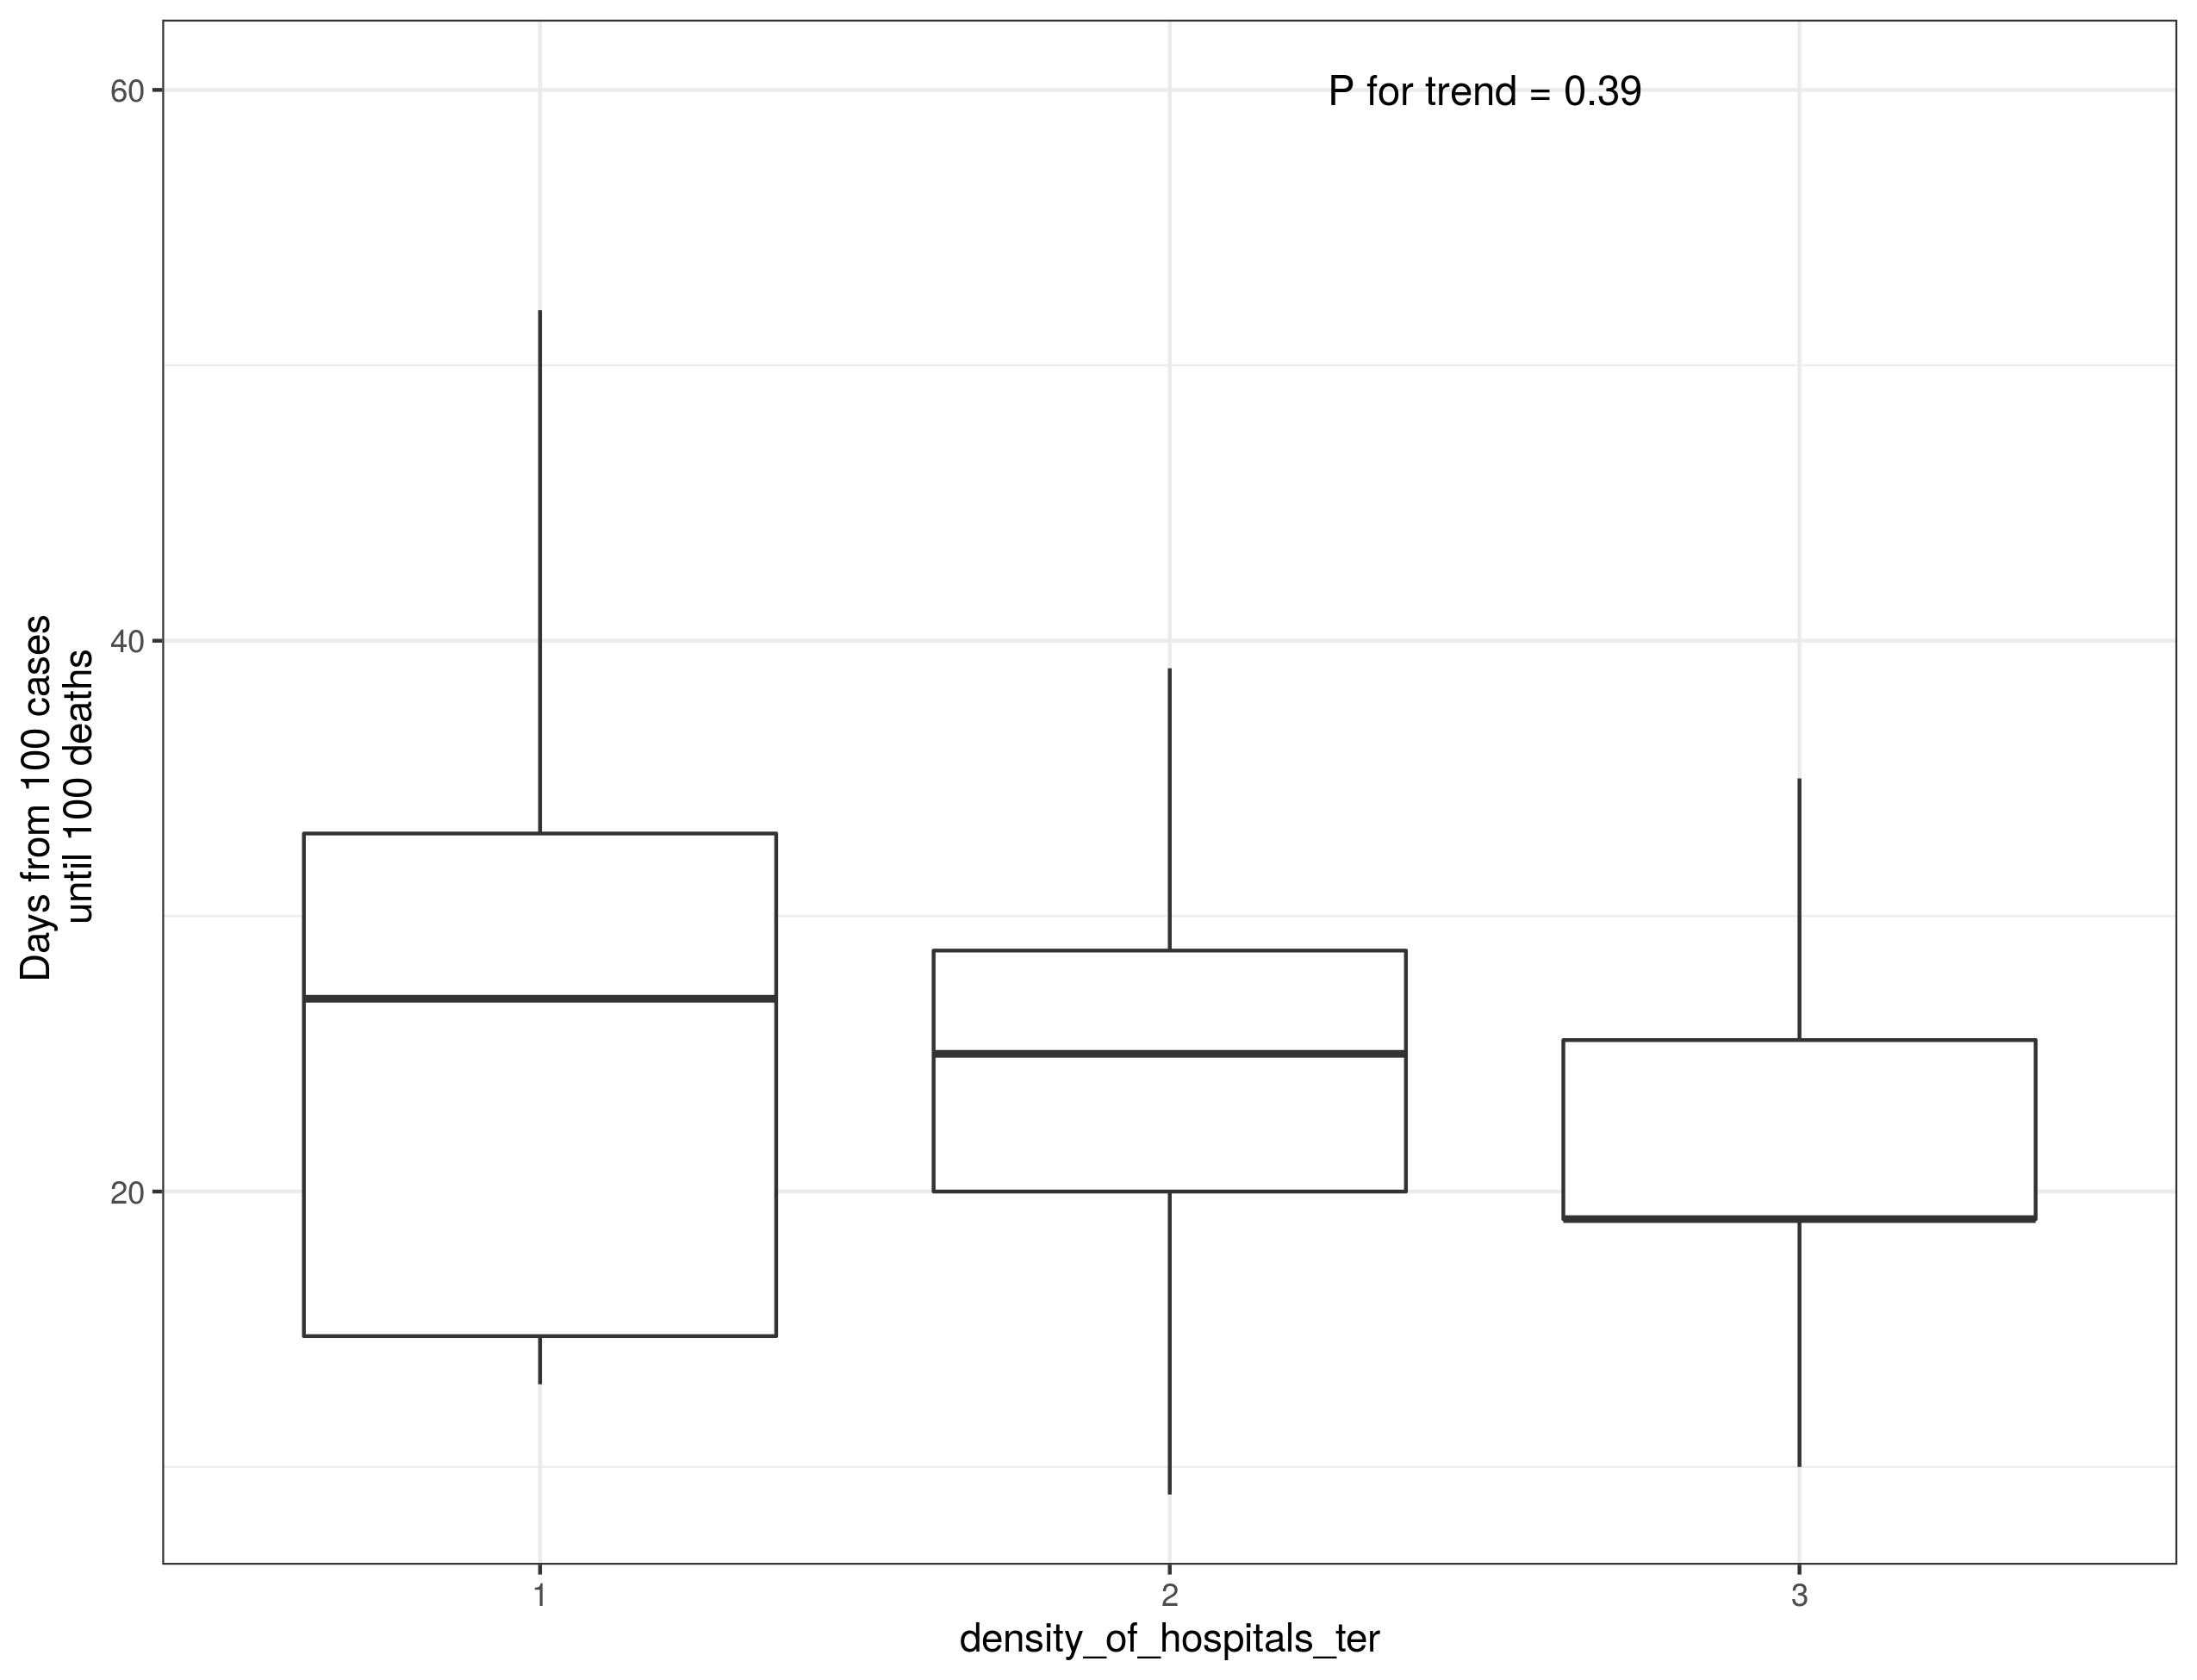 P for trend = 0.39
60
40
20
Days from 100 cases
until 100 deaths
1
2
3
density_of_hospitals_ter